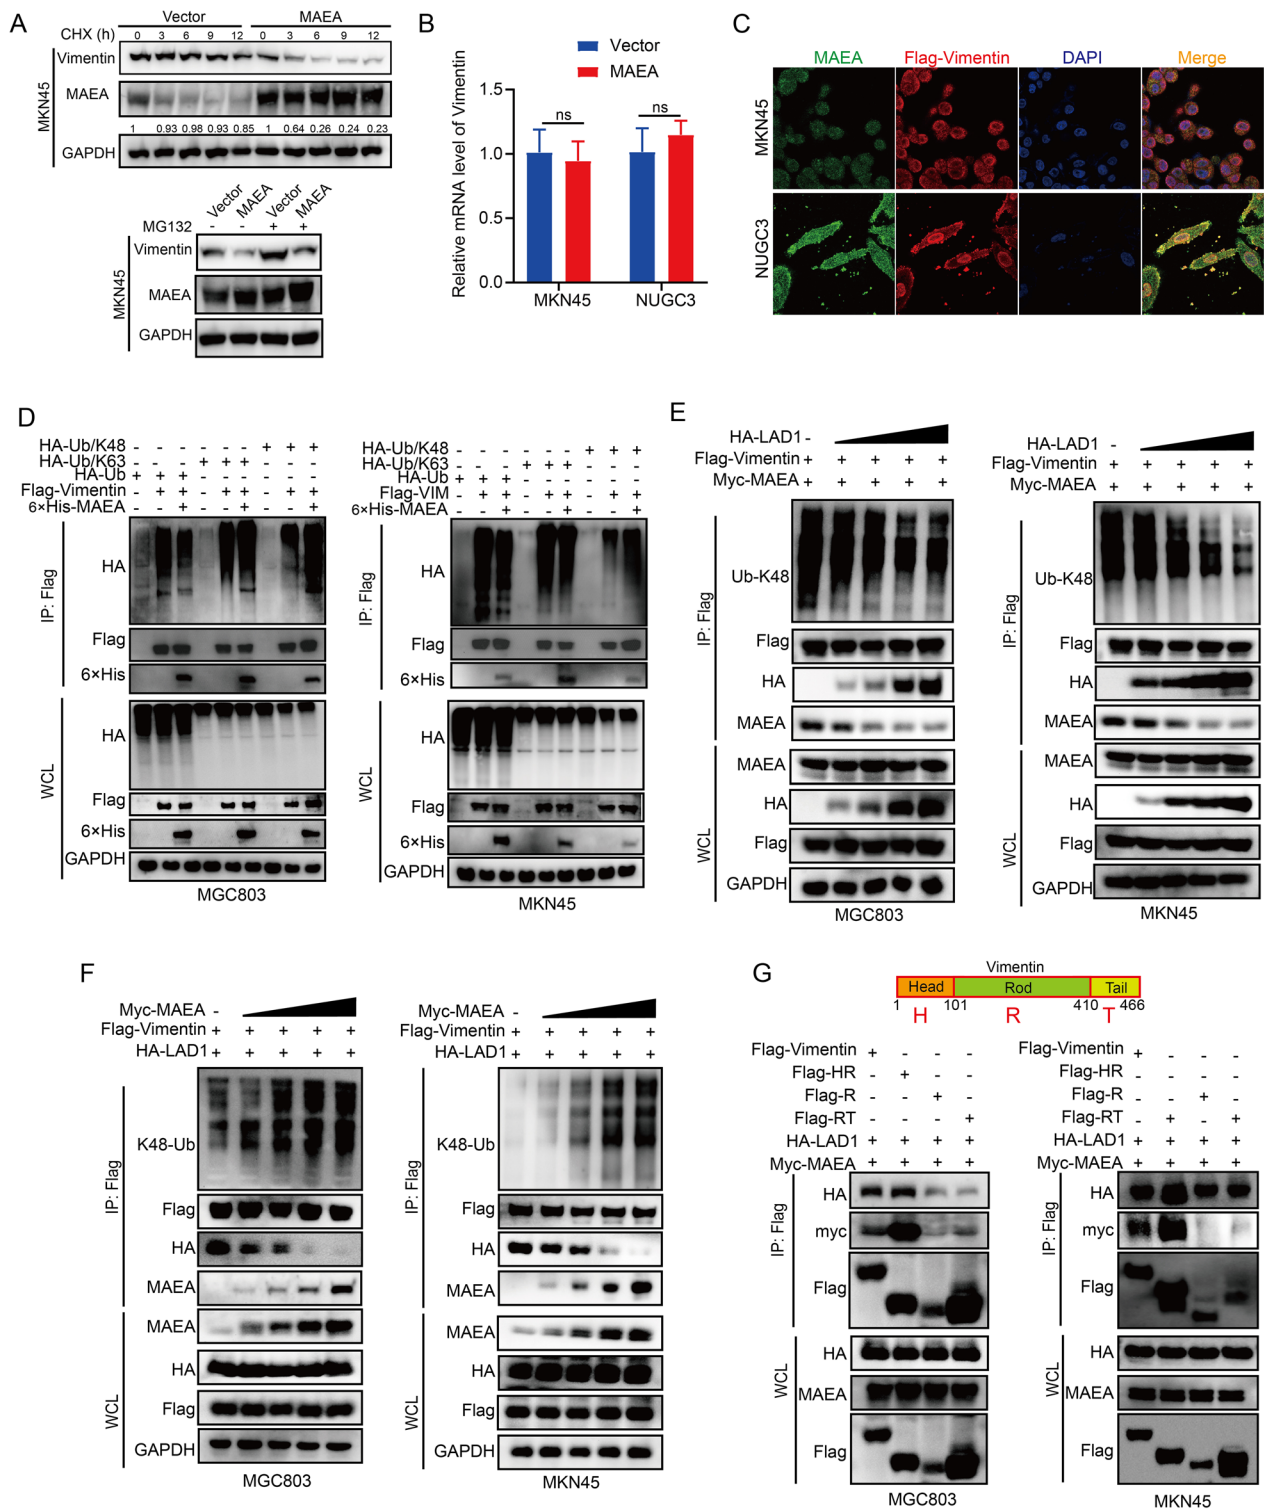 A
Vector MAEA
CHX (h) 0 3 6 9 12 0 3 6 9 12
Vimentin
MAEA
1 0.93 0.98 0.93 0.85 1 0.64 0.26 0.24 0.23
GAPDH
MKN45
Vector MAEA Vector MAEA
MG132 - - + +
Vimentin
MAEA
GAPDH
MKN45
B
Vector
MAEA
Relative mRNA level of Vimentin
1.5
1.0
0.5
0.0
ns ns
MKN45 NUGC3
C
MAEA Flag-Vimentin DAPI Merge
MKN45
NUGC3
D
HA-Ub/K48 - - - - - - + + +
HA-Ub/K63 - - - + + + - - -
HA-Ub + + + - - - - - -
Flag-Vimentin - + + - + + - + +
6×His-MAEA - - + - - + - - +
IP: Flag
HA
Flag
6×His
WCL
HA
Flag
6×His
GAPDH
MGC803
HA-Ub/K48 - - - - - - + + +
HA-Ub/K63 - - - + + + - - -
HA-Ub + + + - - - - - -
Flag-VIM - + + - + + - + +
6×His-MAEA - - + - - + - - +
IP: Flag
HA
Flag
6×His
WCL
HA
Flag
6×His
GAPDH
MKN45
E
HA-LAD1 -
Flag-Vimentin + + + + +
Myc-MAEA + + + + +
IP: Flag
Ub-K48
Flag
HA
MAEA
WCL
MAEA
HA
Flag
GAPDH
MGC803
HA-LAD1 -
Flag-Vimentin + + + + +
Myc-MAEA + + + + +
IP: Flag
Ub-K48
Flag
HA
MAEA
WCL
MAEA
HA
Flag
GAPDH
MKN45
F
Myc-MAEA -
Flag-Vimentin + + + + +
HA-LAD1 + + + + +
IP: Flag
K48-Ub
Flag
HA
MAEA
WCL
MAEA
HA
Flag
GAPDH
MGC803
Myc-MAEA -
Flag-Vimentin + + + + +
HA-LAD1 + + + + +
IP: Flag
K48-Ub
Flag
HA
MAEA
WCL
MAEA
HA
Flag
GAPDH
MKN45
G
Vimentin
Head Rod Tail
1 101 410 466
H R T
Flag-Vimentin + - - -
Flag-HR - + - -
Flag-R - - + -
Flag-RT - - - +
HA-LAD1 + + + +
Myc-MAEA + + + +
IP: Flag
HA
myc
Flag
WCL
HA
MAEA
Flag
MGC803
Flag-Vimentin + - - -
Flag-HR - - - -
Flag-R - - + -
Flag-RT - + - +
HA-LAD1 + + + +
Myc-MAEA + + + +
IP: Flag
HA
myc
Flag
WCL
HA
MAEA
Flag
MKN45